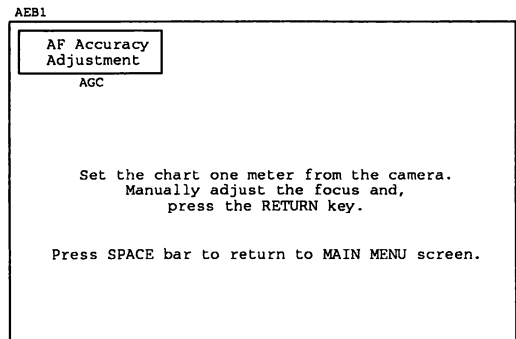 AEB1
AF Accuracy
Adjustment
AGC
Set the chart one meter from the camera.
Manually adjust the focus and,
press the RETURN key.
Press SPACE bar to return to MAIN MENU screen.